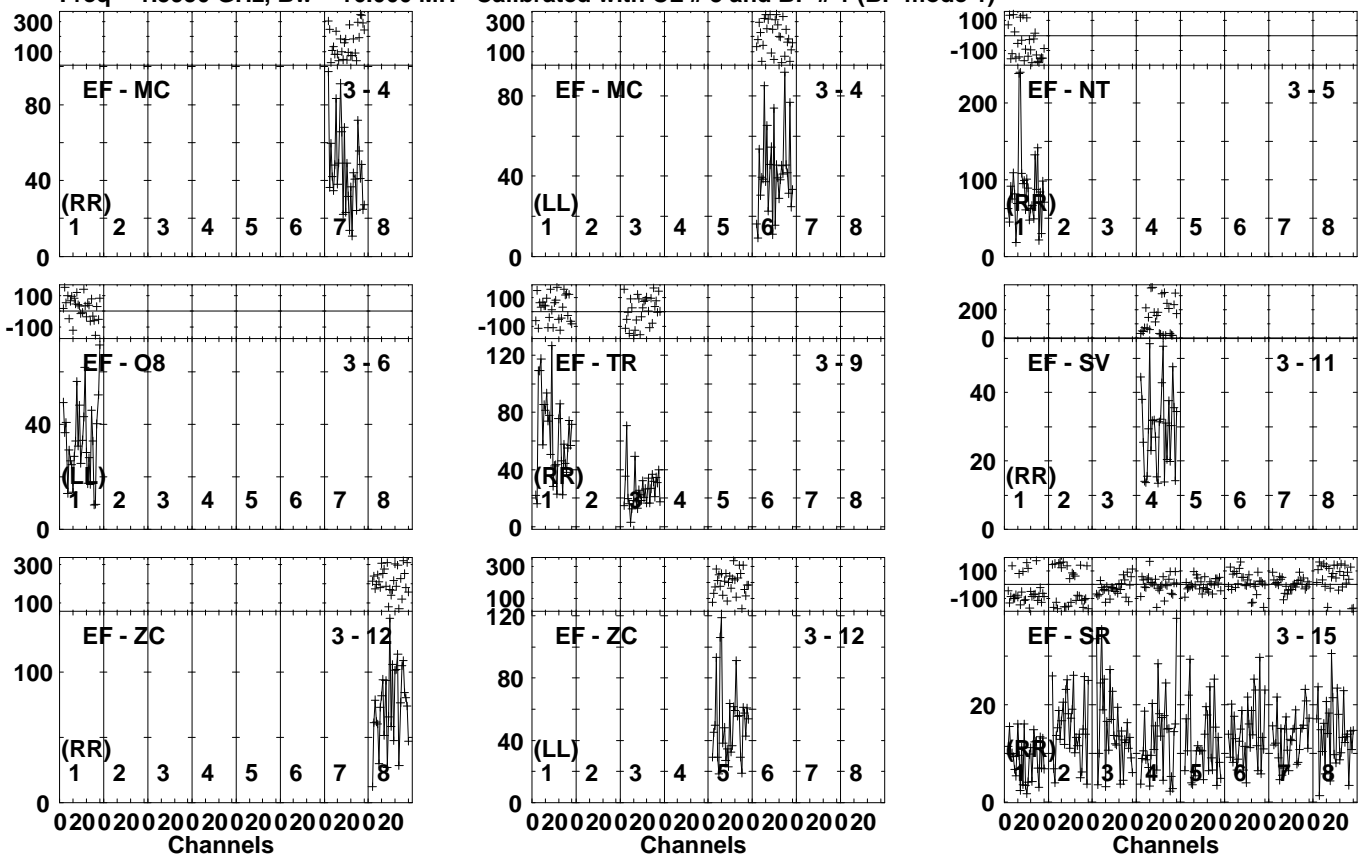 300
100
EF - MC 3 - 4
80
40
0
(RR)
1 2 3 4 5 6 7 8
300
100
EF - MC 3 - 4
80
40
0
(LL)
1 2 3 4 5 6 7 8
100
-100
EF - NT 3 - 5
200
100
0
(RR)
1 2 3 4 5 6 7 8
100
-100
EF - O8 3 - 6
40
0
(LL)
1 2 3 4 5 6 7 8
100
-100
120
EF - TR 3 - 9
80
40
0
(RR)
1 2 3 4 5 6 7 8
200
0
EF - SV 3 - 11
40
20
0
(RR)
1 2 3 4 5 6 7 8
300
100
EF - ZC 3 - 12
100
0
(RR)
1 2 3 4 5 6 7 8
020020020020020020020020
Channels
300
100
120
EF - ZC 3 - 12
80
40
0
(LL)
1 2 3 4 5 6 7 8
020020020020020020020020
Channels
100
-100
EF - SR 3 - 15
20
0
(RR)
1 2 3 4 5 6 7 8
020020020020020020020020
Channels